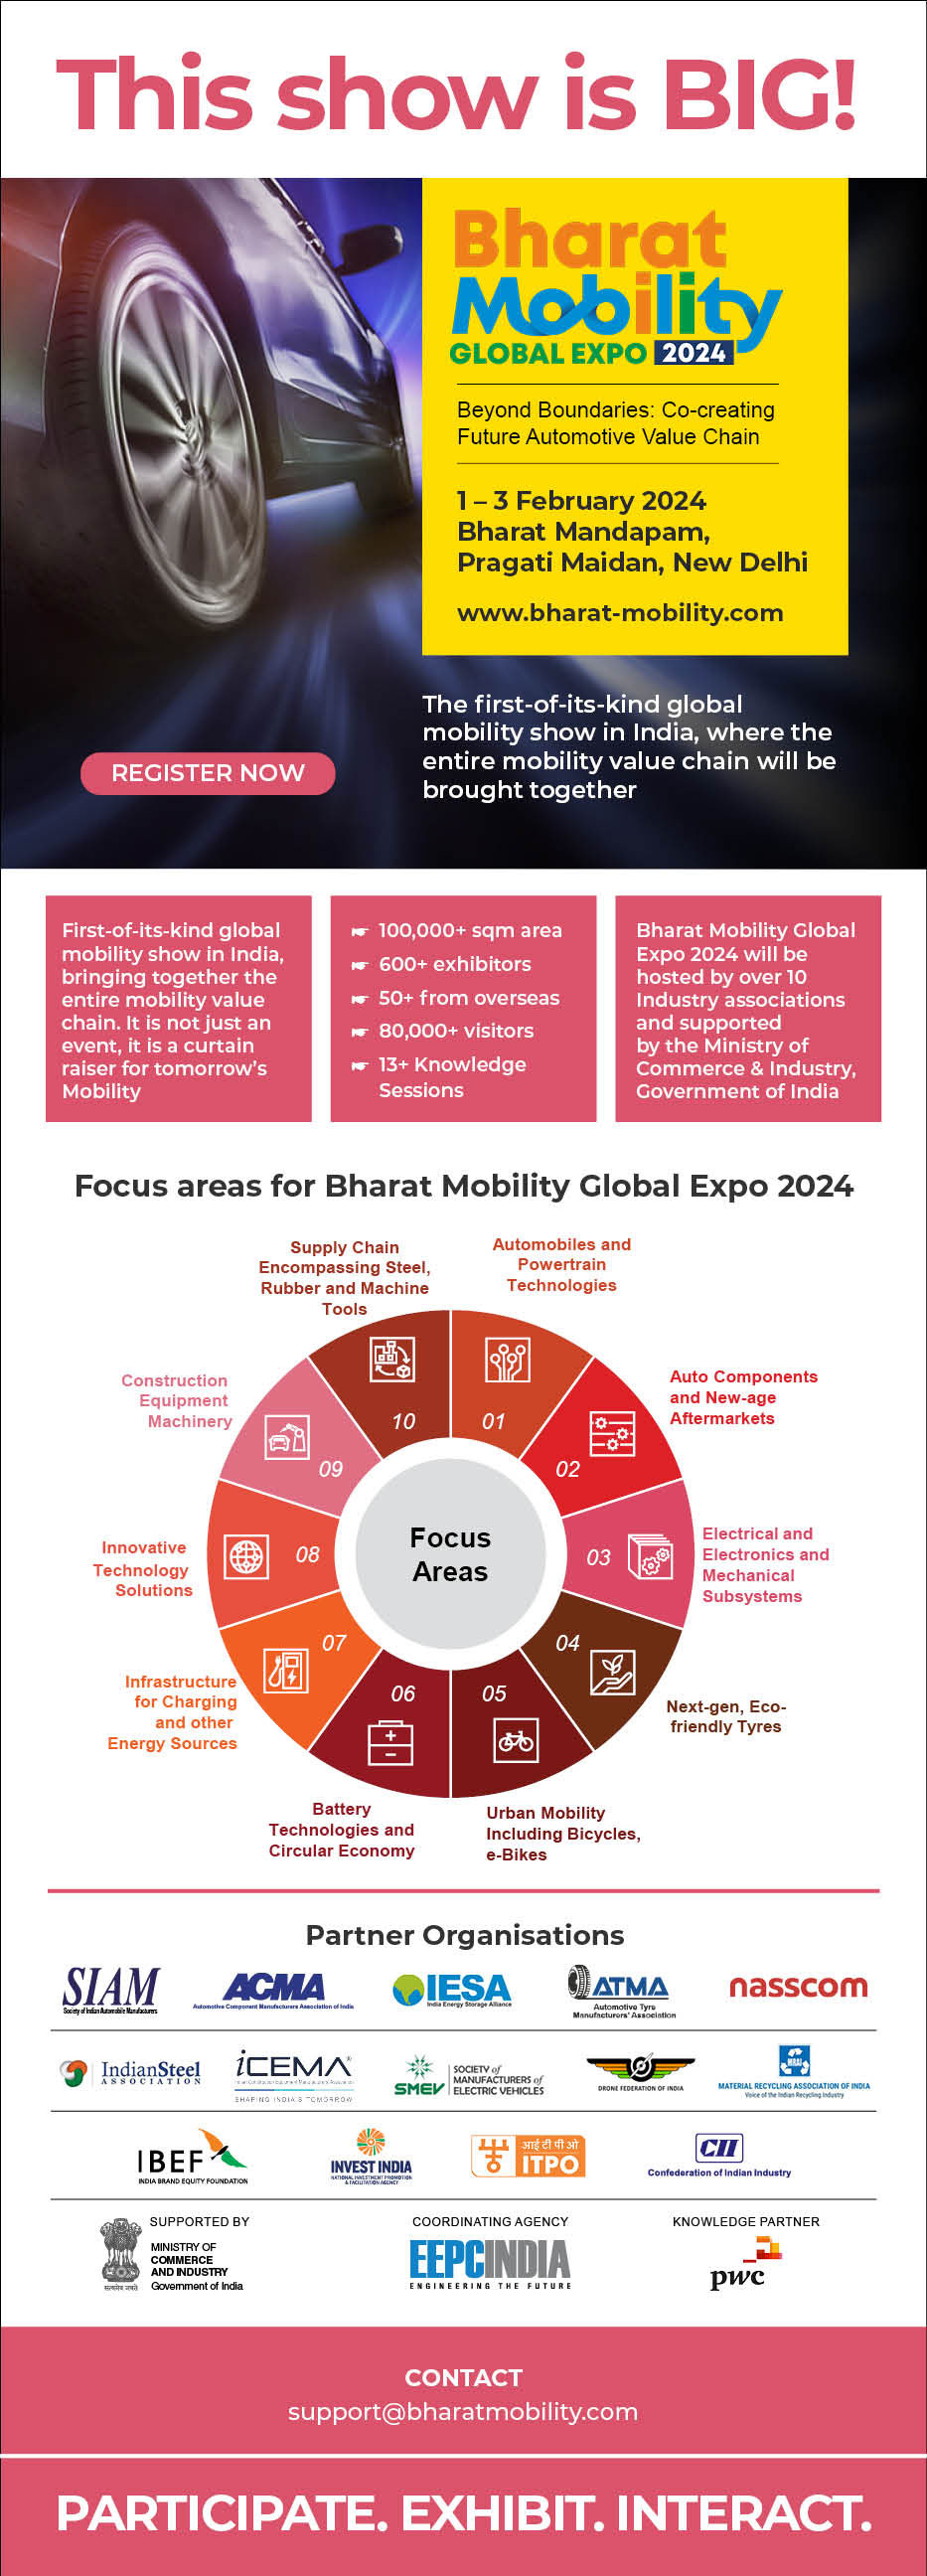 This show is BIG!
Bharat
Mobility
GLOBAL EXPO 2024
Beyond Boundaries: Co-creating
Future Automotive Value Chain
1 – 3 February 2024
Bharat Mandapam,
Pragati Maidan, New Delhi
www.bharat-mobility.com
The first-of-its-kind global
mobility show in India, where the
entire mobility value chain will be
brought together
REGISTER NOW
First-of-its-kind global
mobility show in India,
bringing together the
entire mobility value
chain. It is not just an
event, it is a curtain
raiser for tomorrow's
Mobility
100,000+ sqm area
600+ exhibitors
50+ from overseas
80,000+ visitors
13+ Knowledge
Sessions
Bharat Mobility Global
Expo 2024 will be
hosted by over 10
Industry associations
and supported
by the Ministry of
Commerce & Industry,
Government of India
Focus areas for Bharat Mobility Global Expo 2024
Focus
Areas
01
Automobiles and
Powertrain
Technologies
02
Auto Components
and New-age
Aftermarkets
03
Electrical and
Electronics and
Mechanical
Subsystems
04
Next-gen, Eco-
friendly Tyres
05
Urban Mobility
Including Bicycles,
e-Bikes
06
Battery
Technologies and
Circular Economy
07
Infrastructure
for Charging
and other
Energy Sources
08
Innovative
Technology
Solutions
09
Construction
Equipment
Machinery
10
Supply Chain
Encompassing Steel,
Rubber and Machine
Tools
Partner Organisations
SIAM
Society of Indian Automobile Manufacturers
ACMA
Automotive Component Manufacturers Association of India
IESA
India Energy Storage Alliance
ATMA
Automotive Tyre
Manufacturers' Association
nasscom
IndianSteel
ASSOCIATION
iCEMA
SHAPING INDIA'S TOMORROW
SMEV
SOCIETY of
MANUFACTURERS of
ELECTRIC VEHICLES
DRONE FEDERATION OF INDIA
MRAI
MATERIAL RECYCLING ASSOCIATION OF INDIA
Voice of the Indian Recycling Industry
IBEF
INDIA BRAND EQUITY FOUNDATION
INVEST INDIA
NATIONAL INVESTMENT PROMOTION
& FACILITATION AGENCY
आई टी पी ओ
ITPO
CII
Confederation of Indian Industry
SUPPORTED BY
MINISTRY OF
COMMERCE
AND INDUSTRY
Government of India
सत्यमेव जयते
COORDINATING AGENCY
EEPCINDIA
ENGINEERING THE FUTURE
KNOWLEDGE PARTNER
pwc
CONTACT
support@bharatmobility.com
PARTICIPATE. EXHIBIT. INTERACT.